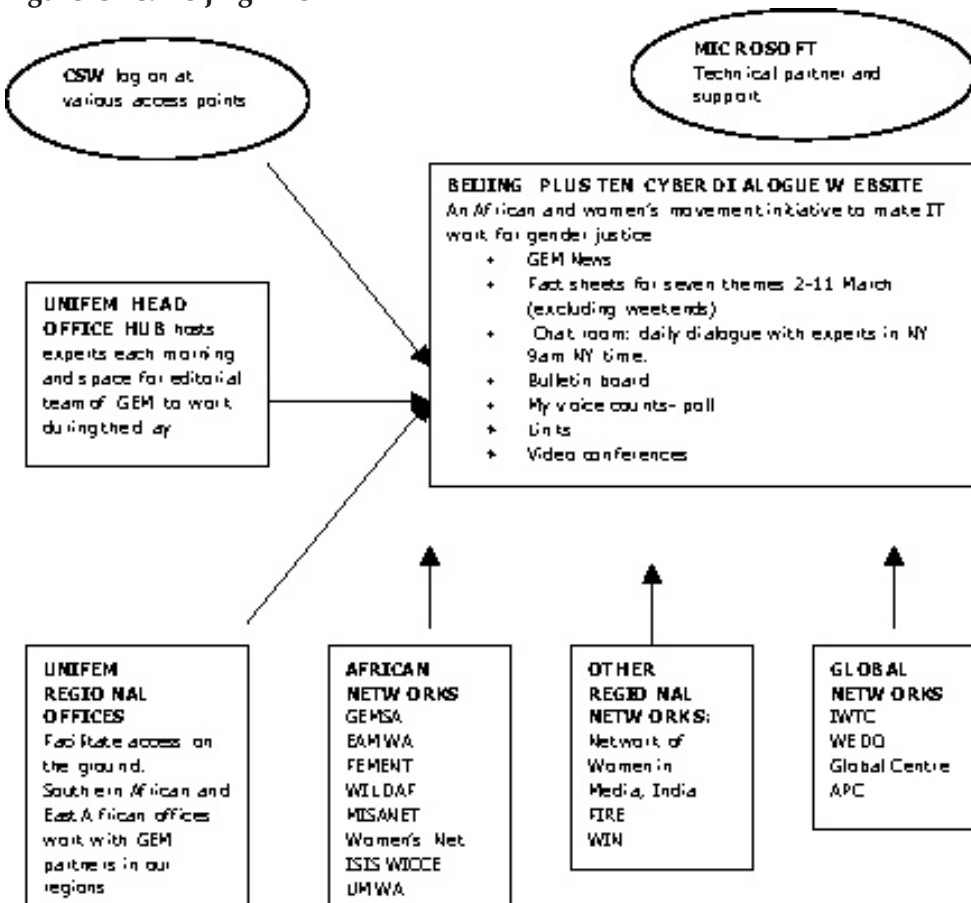 CSW log on at
various access points
MICROSOFT
Technical partner and
support
BEIJING PLUS TEN CYBER DIALOGUE WEBSITE
An African and women's movement initiative to make IT
work for gender justice
+ GEM News
+ Fact sheets for seven themes 2-11 March
(excluding weekends)
+ Chat room: daily dialogue with experts in NY
9am NY time.
+ Bulletin board
+ My voice counts- poll
+ Links
+ Video conferences
UNIFEM HEAD
OFFICE HUB hosts
experts each morning
and space for editorial
team of GEM to work
during the day
UNIFEM
REGIONAL
OFFICES
Facilitate access on
the ground.
Southern African and
East African offices
work with GEM
partners in our
regions
AFRICAN
NETWORKS
GEMSA
EAMWA
FEMENT
WILDAF
MISANET
Women's Net
ISIS WICCE
UMWA
OTHER
REGIONAL
NETWORKS:
Network of
Women in
Media, India
FIRE
WIN
GLOBAL
NETWORKS
IWTC
WEDO
Global Centre
APC